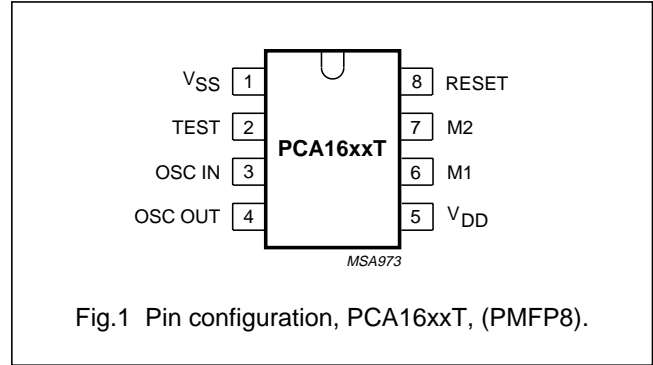 VSS 1 8 RESET
TEST 2 7 M2
PCA16xxT
OSC IN 3 6 M1
OSC OUT 4 5 VDD
MSA973
Fig.1 Pin configuration, PCA16xxT, (PMFP8).